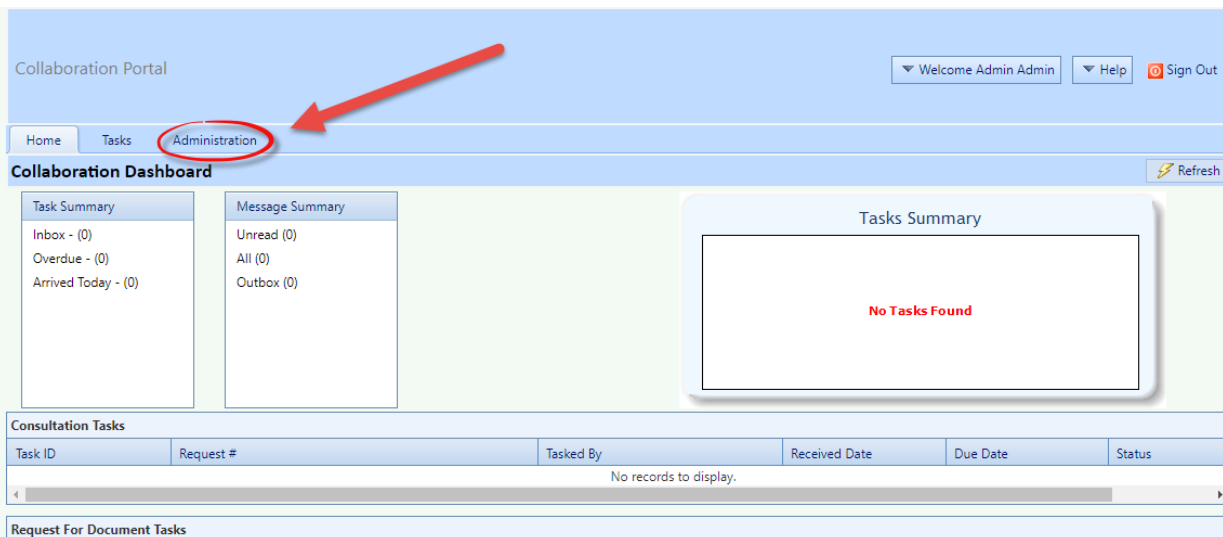 Collaboration Portal
Welcome Admin Admin
Help
Sign Out
Home Tasks Administration
Collaboration Dashboard
Refresh
Task Summary
Inbox - (0)
Overdue - (0)
Arrived Today - (0)
Message Summary
Unread (0)
All (0)
Outbox (0)
Tasks Summary
No Tasks Found
Consultation Tasks
Task ID Request # Tasked By Received Date Due Date Status
No records to display.
Request For Document Tasks